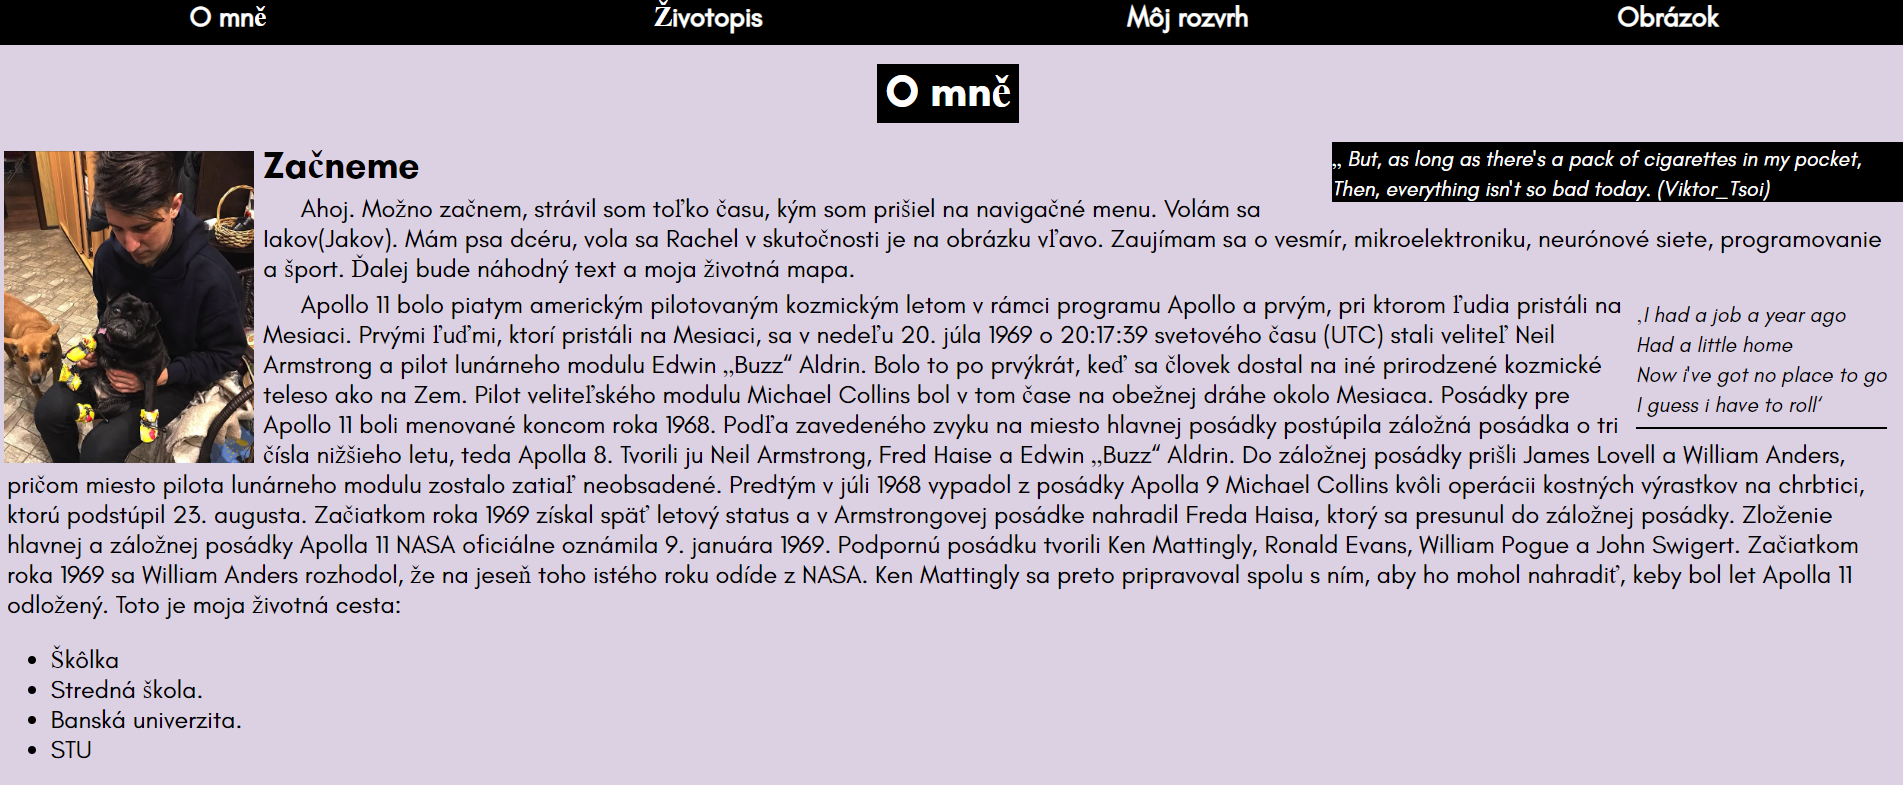 O mně
Životopis
Môj rozvrh
Obrázok
O mně
Začneme
„ But, as long as there's a pack of cigarettes in my pocket,
Then, everything isn't so bad today. (Viktor_Tsoi)
Ahoj. Možno začnem, strávil som toľko času, kým som prišiel na navigačné menu. Volám sa
Iakov(Jakov). Mám psa dcéru, vola sa Rachel v skutočnosti je na obrázku vľavo. Zaujímam sa o vesmír, mikroelektroniku, neurónové siete, programovanie
a šport. Ďalej bude náhodný text a moja životná mapa.
Apollo 11 bolo piatym americkým pilotovaným kozmickým letom v rámci programu Apollo a prvým, pri ktorom ľudia pristáli na
Mesiaci. Prvými ľuďmi, ktorí pristáli na Mesiaci, sa v nedeľu 20. júla 1969 o 20:17:39 svetového času (UTC) stali veliteľ Neil
Armstrong a pilot lunárneho modulu Edwin „Buzz“ Aldrin. Bolo to po prvýkrát, keď sa človek dostal na iné prirodzené kozmické
teleso ako na Zem. Pilot veliteľského modulu Michael Collins bol v tom čase na obežnej dráhe okolo Mesiaca. Posádky pre
Apollo 11 boli menované koncom roka 1968. Podľa zavedeného zvyku na miesto hlavnej posádky postúpila záložná posádka o tri
čísla nižšieho letu, teda Apolla 8. Tvorili ju Neil Armstrong, Fred Haise a Edwin „Buzz“ Aldrin. Do záložnej posádky prišli James Lovell a William Anders,
pričom miesto pilota lunárneho modulu zostalo zatiaľ neobsadené. Predtým v júli 1968 vypadol z posádky Apolla 9 Michael Collins kvôli operácii kostných výrastkov na chrbtici,
ktorú podstúpil 23. augusta. Začiatkom roka 1969 získal späť letový status a v Armstrongovej posádke nahradil Freda Haisa, ktorý sa presunul do záložnej posádky. Zloženie
hlavnej a záložnej posádky Apolla 11 NASA oficiálne oznámila 9. januára 1969. Podpornú posádku tvorili Ken Mattingly, Ronald Evans, William Pogue a John Swigert. Začiatkom
roka 1969 sa William Anders rozhodol, že na jeseň toho istého roku odíde z NASA. Ken Mattingly sa preto pripravoval spolu s ním, aby ho mohol nahradiť, keby bol let Apolla 11
odložený. Toto je moja životná cesta:
‚I had a job a year ago
Had a little home
Now i've got no place to go
I guess i have to roll‘
• Škôlka
• Stredná škola.
• Banská univerzita.
• STU